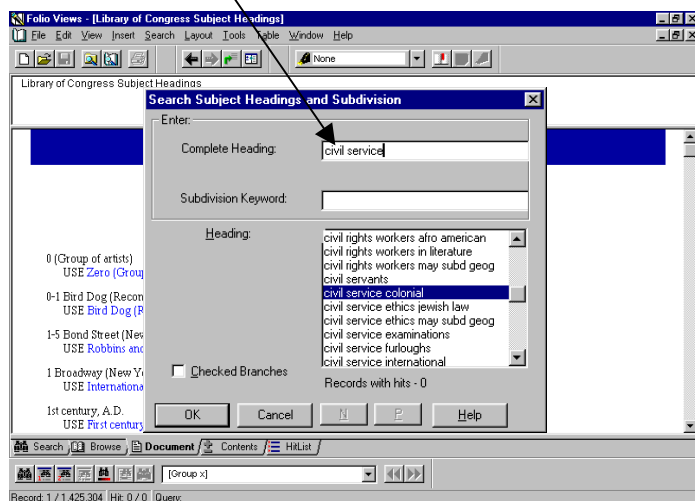 Folio Views - [Library of Congress Subject Headings]
File Edit View Insert Search Layout Tools Table Window Help
None
Library of Congress Subject Headings
Search Subject Headings and Subdivision
Enter:
Complete Heading: civil service
Subdivision Keyword:
Heading:
civil rights workers afro american
civil rights workers in literature
civil rights workers may subd geog
civil servants
civil service colonial
civil service ethics jewish law
civil service ethics may subd geog
civil service examinations
civil service furloughs
civil service international
Checked Branches
Records with hits - 0
OK Cancel N P Help
0 (Group of artists)
USE Zero (Group
0-1 Bird Dog (Recon
USE Bird Dog (R
1-5 Bond Street (New
USE Robbins and
1 Broadway (New Y
USE Internationa
1st century, A.D.
USE First century
Search Browse Document Contents HitList
[Group x]
Record: 1 / 1,425,304 Hit: 0 / 0 Query: